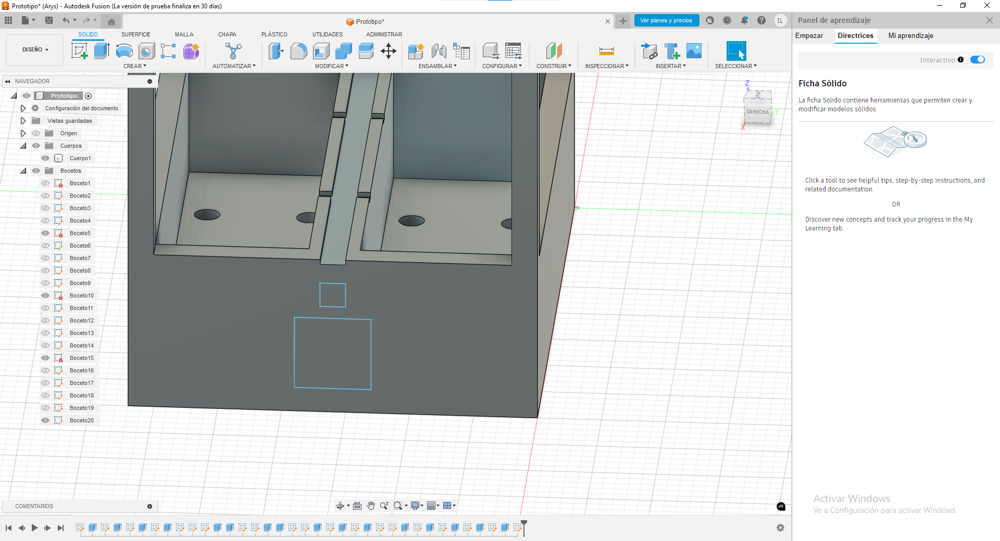 Prototipo* (Arys) - Autodesk Fusion (La versión de prueba finaliza en 30 días)
Prototipo*
Ver planes y precios
IL
DISEÑO
SOLIDO
SUPERFICIE
MALLA
CHAPA
PLÁSTICO
UTILIDADES
ADMINISTRAR
CREAR
AUTOMATIZAR
MODIFICAR
ENSAMBLAR
CONFIGURAR
CONSTRUIR
INSPECCIONAR
INSERTAR
SELECCIONAR
NAVEGADOR
Prototipo
Configuración del documento
Vistas guardadas
Origen
Cuerpos
Cuerpo1
Bocetos
Boceto1
Boceto2
Boceto3
Boceto4
Boceto5
Boceto6
Boceto7
Boceto8
Boceto9
Boceto10
Boceto11
Boceto12
Boceto13
Boceto14
Boceto15
Boceto16
Boceto17
Boceto18
Boceto19
Boceto20
Z
DERECHA
Y
X
COMENTARIOS
Panel de aprendizaje
Empezar
Directrices
Mi aprendizaje
Interactivo
Ficha Sólido
La ficha Sólido contiene herramientas que permiten crear y
modificar modelos sólidos.
Click a tool to see helpful tips, step-by-step instructions, and
related documentation.
OR
Discover new concepts and track your progress in the My
Learning tab.
Activar Windows
Ve a Configuración para activar Windows.